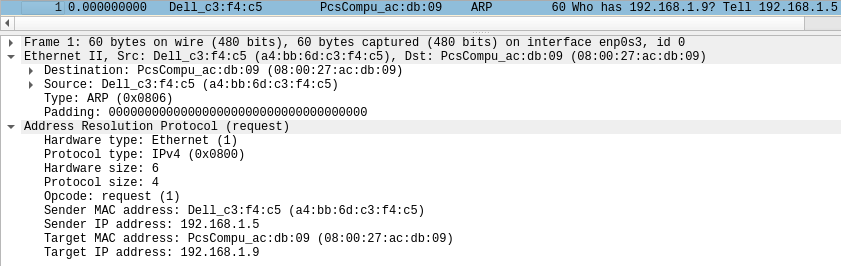 1 0.000000000 Dell_c3:f4:c5 PcsCompu_ac:db:09 ARP 60 Who has 192.168.1.9? Tell 192.168.1.5
Frame 1: 60 bytes on wire (480 bits), 60 bytes captured (480 bits) on interface enp0s3, id 0
Ethernet II, Src: Dell_c3:f4:c5 (a4:bb:6d:c3:f4:c5), Dst: PcsCompu_ac:db:09 (08:00:27:ac:db:09)
Destination: PcsCompu_ac:db:09 (08:00:27:ac:db:09)
Source: Dell_c3:f4:c5 (a4:bb:6d:c3:f4:c5)
Type: ARP (0x0806)
Padding: 000000000000000000000000000000000000
Address Resolution Protocol (request)
Hardware type: Ethernet (1)
Protocol type: IPv4 (0x0800)
Hardware size: 6
Protocol size: 4
Opcode: request (1)
Sender MAC address: Dell_c3:f4:c5 (a4:bb:6d:c3:f4:c5)
Sender IP address: 192.168.1.5
Target MAC address: PcsCompu_ac:db:09 (08:00:27:ac:db:09)
Target IP address: 192.168.1.9